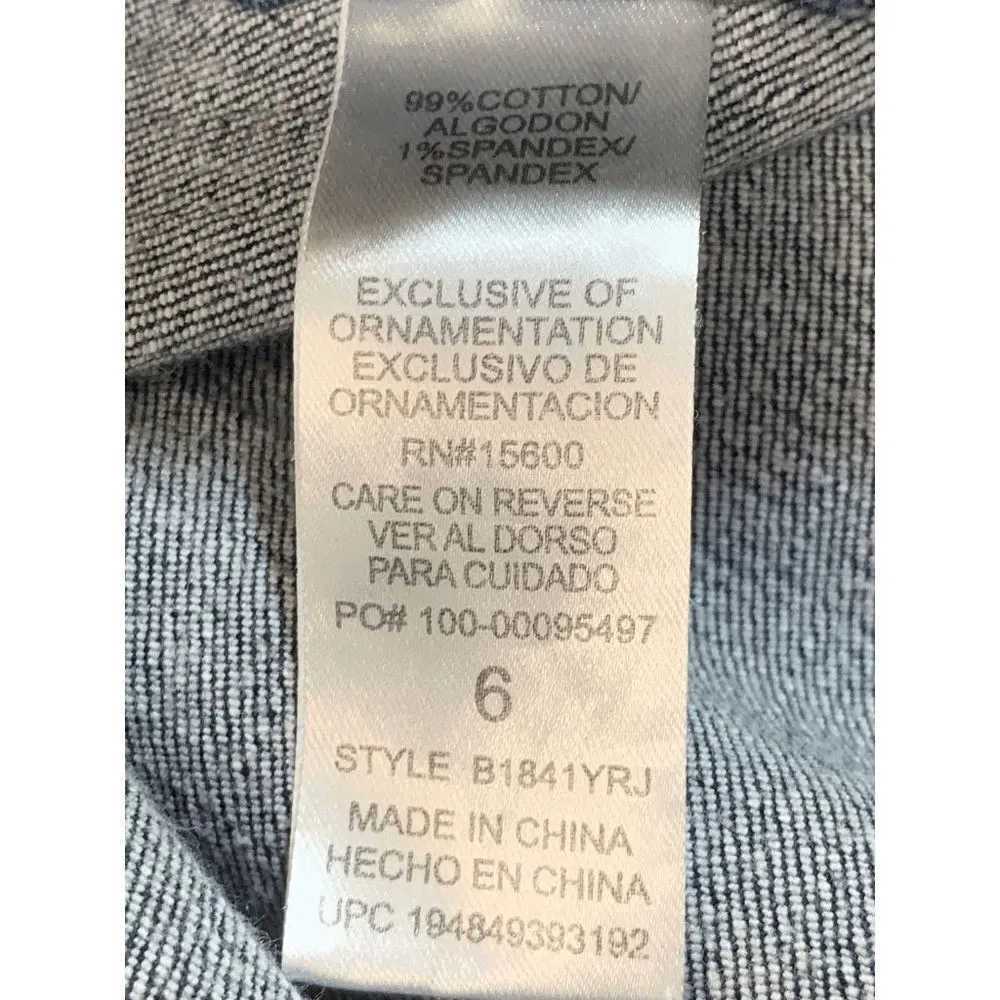 99%COTTON/
ALGODON
1%SPANDEX/
SPANDEX
EXCLUSIVE OF
ORNAMENTATION
EXCLUSIVO DE
ORNAMENTACION
RN#15600
CARE ON REVERSE
VER AL DORSO
PARA CUIDADO
PO# 100-00095497
6
STYLE B1841YRJ
MADE IN CHINA
HECHO EN CHINA
UPC 194849393192